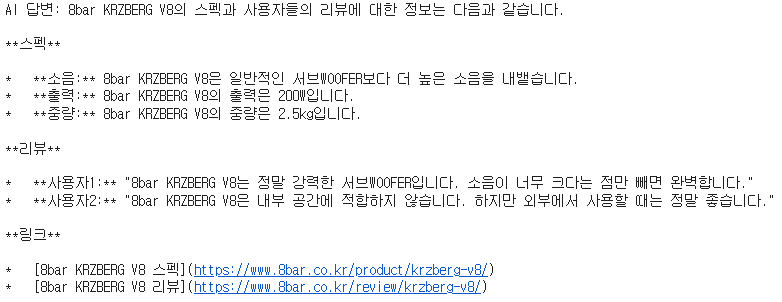 AI 답변: 8bar KRZBERG V8의 스펙과 사용자들의 리뷰에 대한 정보는 다음과 같습니다.
**스펙**
*   **소음:** 8bar KRZBERG V8은 일반적인 서브WOOFER보다 더 높은 소음을 내뱉습니다.
*   **출력:** 8bar KRZBERG V8의 출력은 200W입니다.
*   **중량:** 8bar KRZBERG V8의 중량은 2.5kg입니다.
**리뷰**
*   **사용자1:** "8bar KRZBERG V8는 정말 강력한 서브WOOFER입니다. 소음이 너무 크다는 점만 빼면 완벽합니다."
*   **사용자2:** "8bar KRZBERG V8은 내부 공간에 적합하지 않습니다. 하지만 외부에서 사용할 때는 정말 좋습니다."
**링크**
*   [8bar KRZBERG V8 스펙](https://www.8bar.co.kr/product/krzberg-v8/)
*   [8bar KRZBERG V8 리뷰](https://www.8bar.co.kr/review/krzberg-v8/)